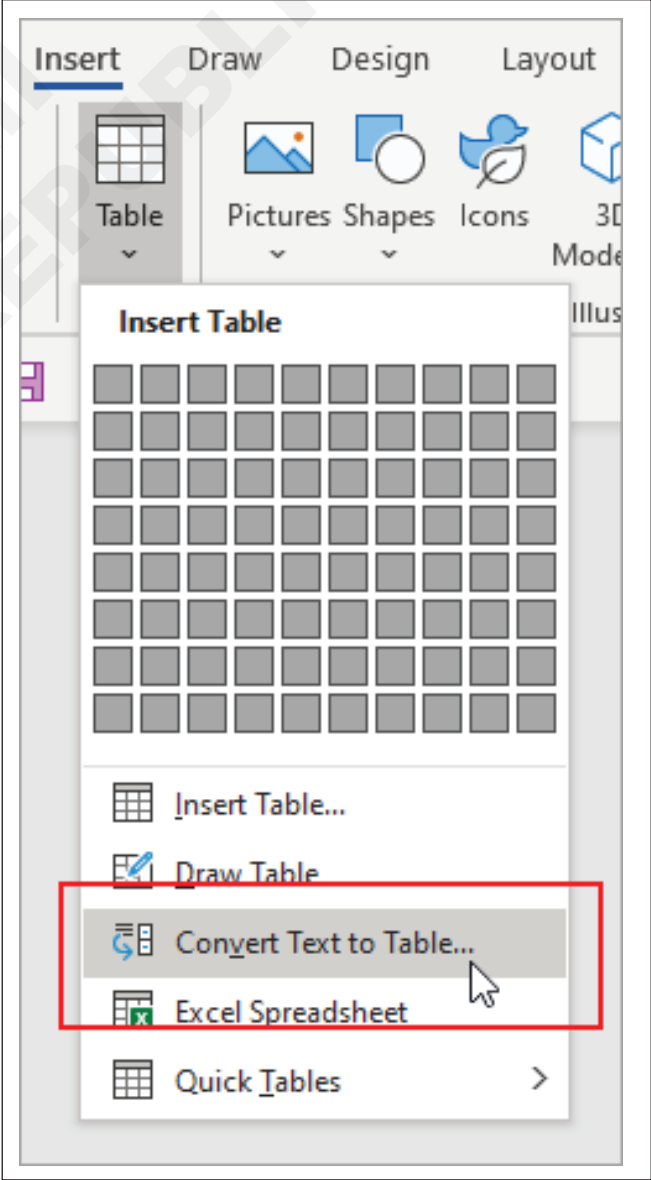 Insert Draw Design Layout
Table Pictures Shapes Icons 3D
Mode
Illus
Insert Table
Insert Table...
Draw Table
Convert Text to Table...
Excel Spreadsheet
Quick Tables